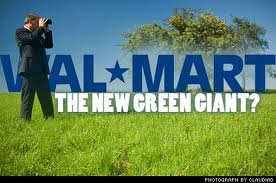 WAL★MART
THE NEW GREEN GIANT?
PHOTOGRAPH BY CLAUDIAD